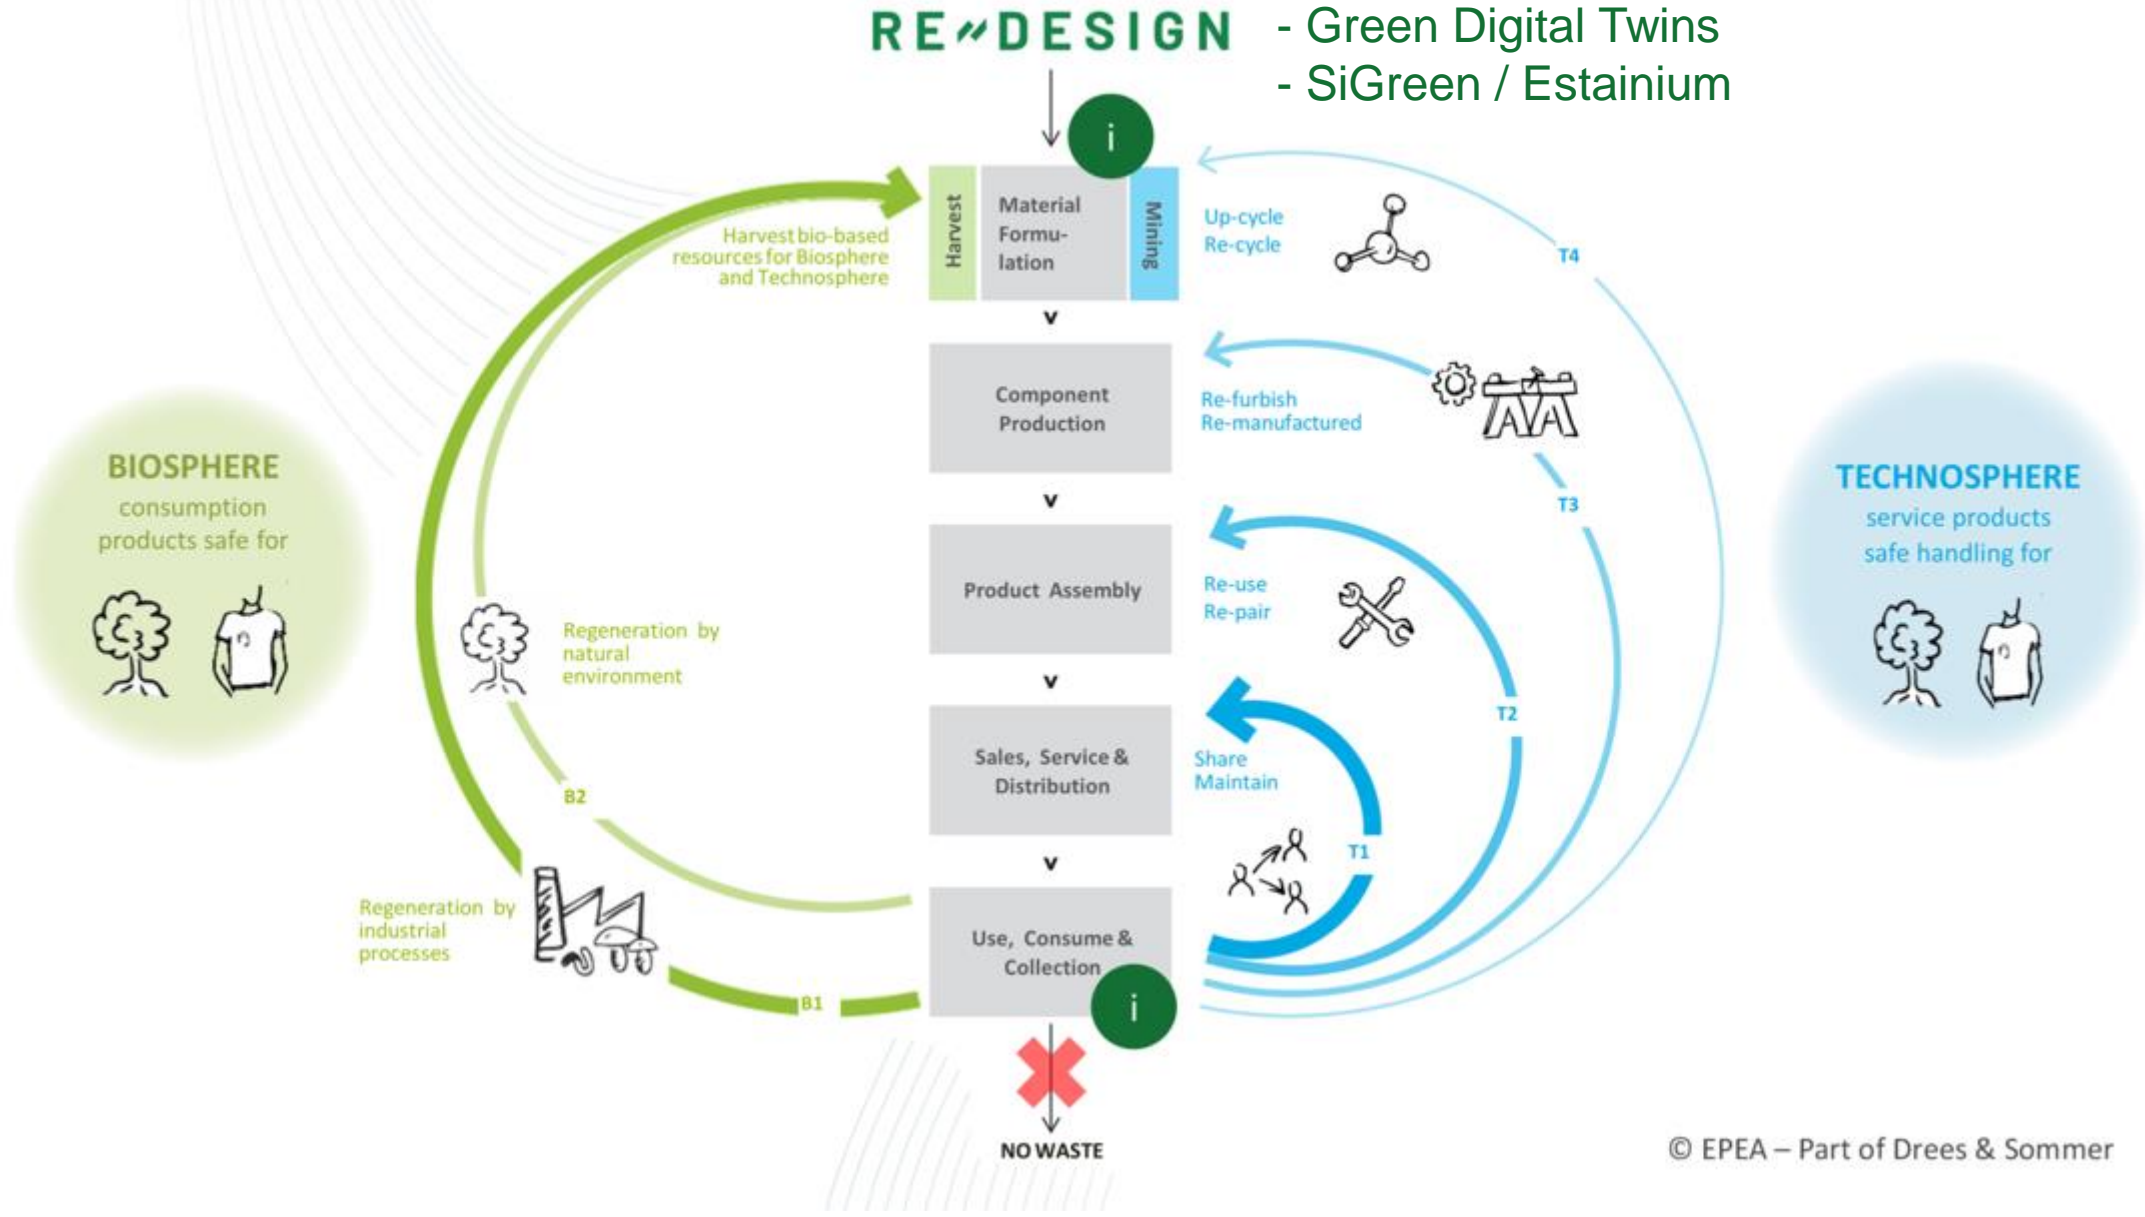 RE//DESIGN
- Green Digital Twins
- SiGreen / Estainium
i
Harvest
Material
Formu-
lation
Mining
Harvest bio-based
resources for Biosphere
and Technosphere
Up-cycle
Re-cycle
T4
v
Component
Production
Re-furbish
Re-manufactured
T3
v
BIOSPHERE
consumption
products safe for
TECHNOSPHERE
service products
safe handling for
Product Assembly
Re-use
Re-pair
T2
Regeneration by
natural
environment
v
Sales, Service &
Distribution
Share
Maintain
T1
B2
v
Regeneration by
industrial
processes
Use, Consume &
Collection
i
B1
NO WASTE
© EPEA – Part of Drees & Sommer